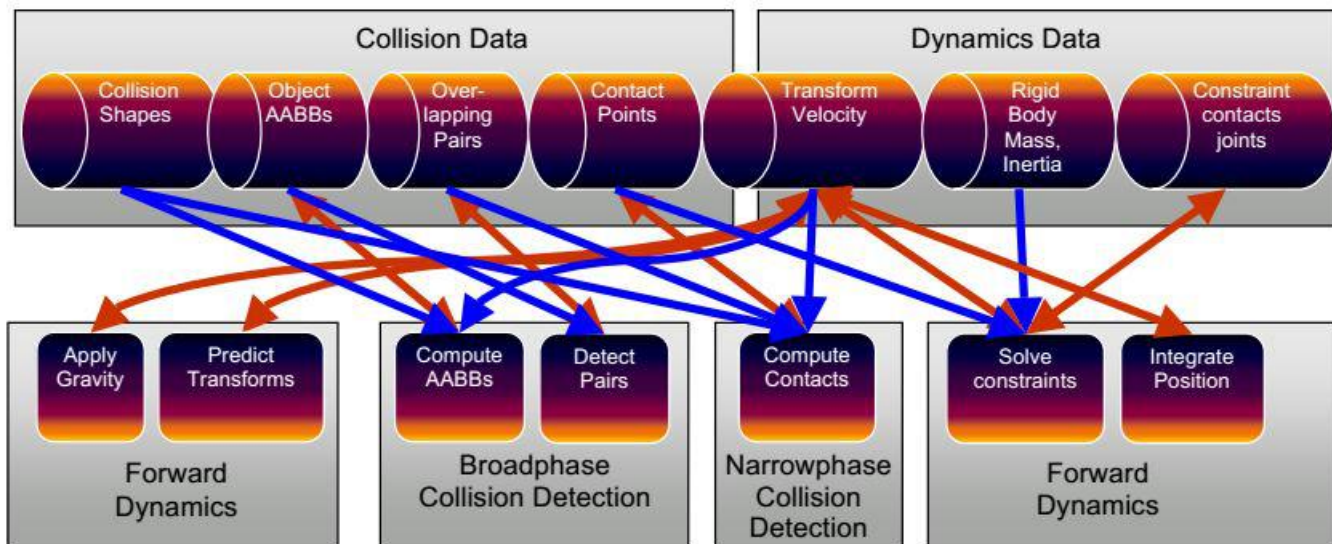 Collision Data
Dynamics Data
Collision
Shapes
Object
AABBs
Over-
lapping
Pairs
Contact
Points
Transform
Velocity
Rigid
Body
Mass,
Inertia
Constraint
contacts
joints
Apply
Gravity
Predict
Transforms
Compute
AABBs
Detect
Pairs
Compute
Contacts
Solve
constraints
Integrate
Position
Forward
Dynamics
Broadphase
Collision Detection
Narrowphase
Collision
Detection
Forward
Dynamics